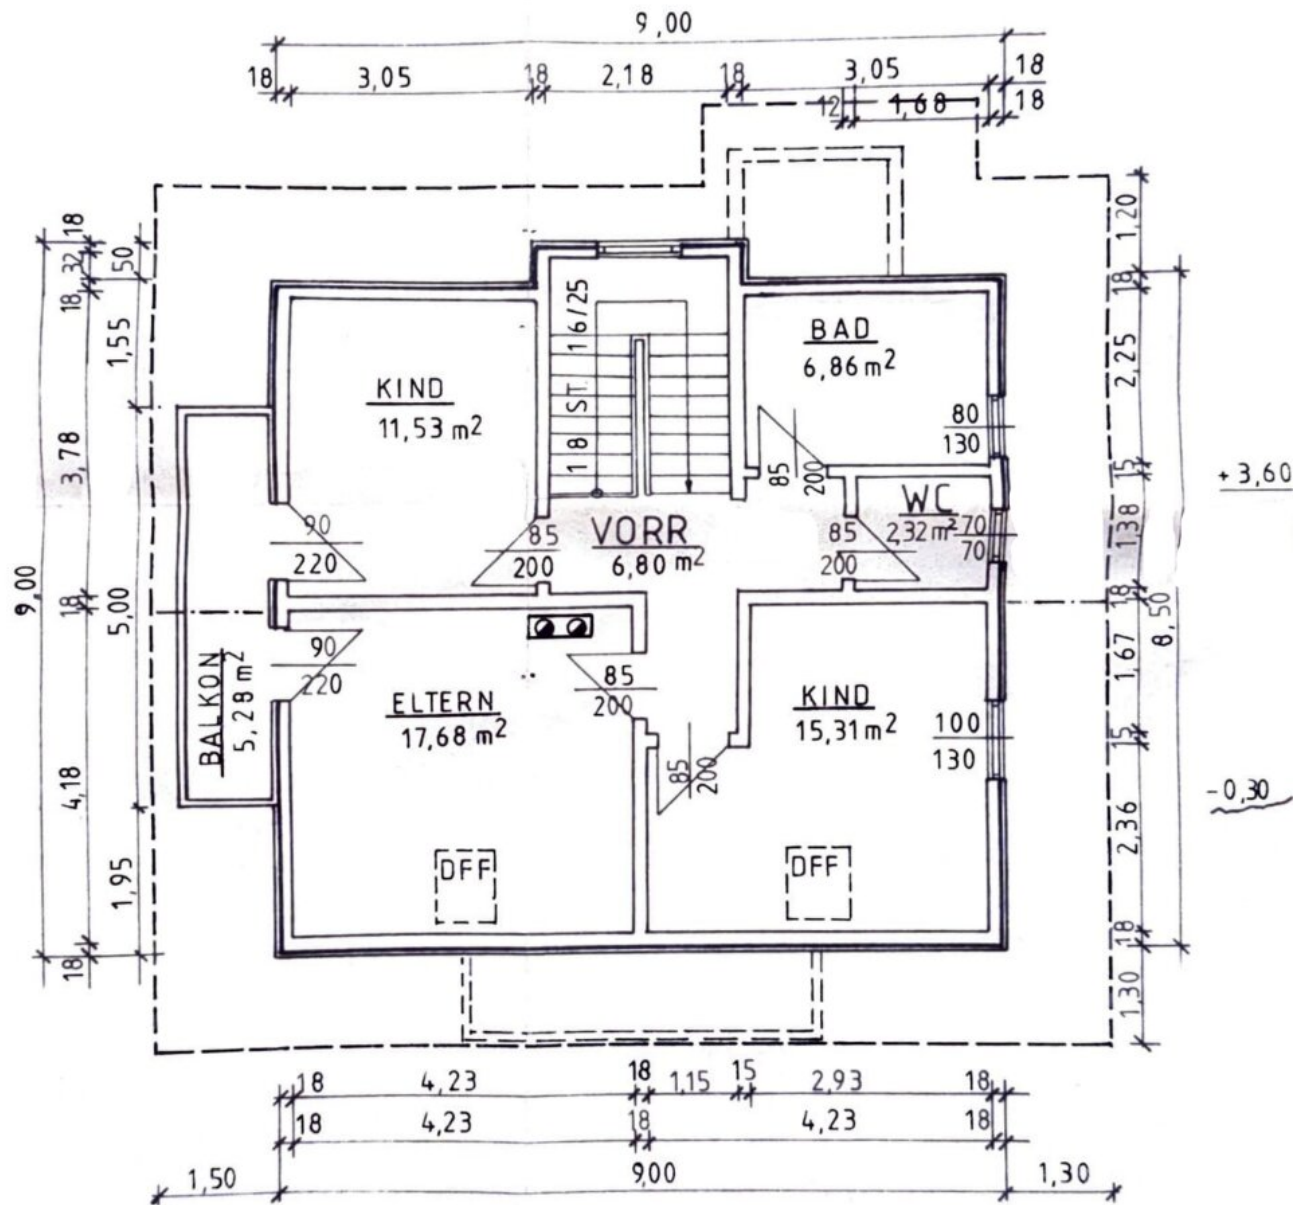 9,00
18 3,05 18 2,18 18 3,05 18
12 1,68 18
18
32
18
50
1,55
3,78
9,00
18
5,00
4,18
1,95
18
KIND
11,53 m²
18 ST. 16/25
BAD
6,86 m²
80
130
85
200
WC
2,32 m²
70
70
85
200
VORR
6,80 m²
85
200
90
220
90
220
BALKON
5,28 m²
ELTERN
17,68 m²
85
200
KIND
15,31 m²
100
130
85
200
DFF
DFF
1,20
18
2,25
15
1,38
18
1,67
15
2,36
18
1,30
8,50
+ 3,60
-0,30
18 4,23 18 1,15 15 2,93 18
18 4,23 18 4,23 18
1,50 9,00 1,30